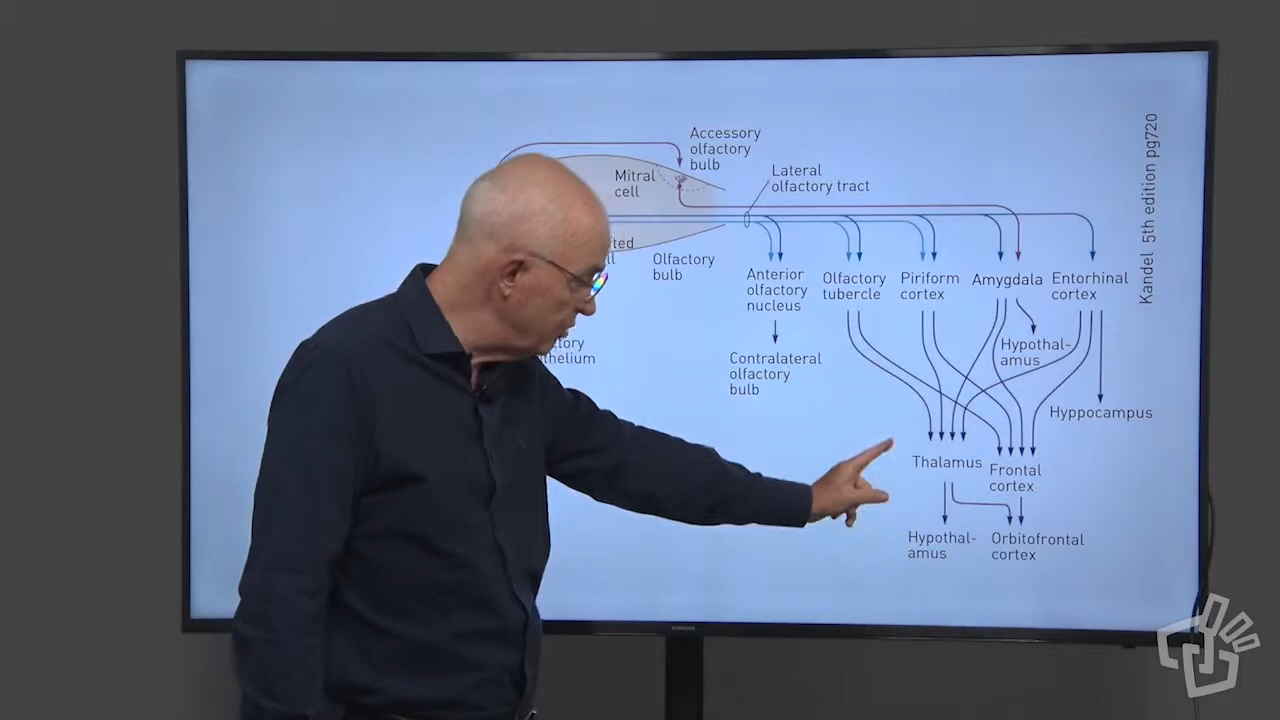 Accessory
olfactory
bulb
Mitral
cell
Lateral
olfactory tract
Olfactory
bulb
Anterior
olfactory
nucleus
Olfactory
tubercle
Piriform
cortex
Amygdala
Entorhinal
cortex
Hypothal-
amus
Contralateral
olfactory
bulb
Hyppocampus
Thalamus
Frontal
cortex
Hypothal-
amus
Orbitofrontal
cortex
Kandel 5th edition pg720
SAMSUNG